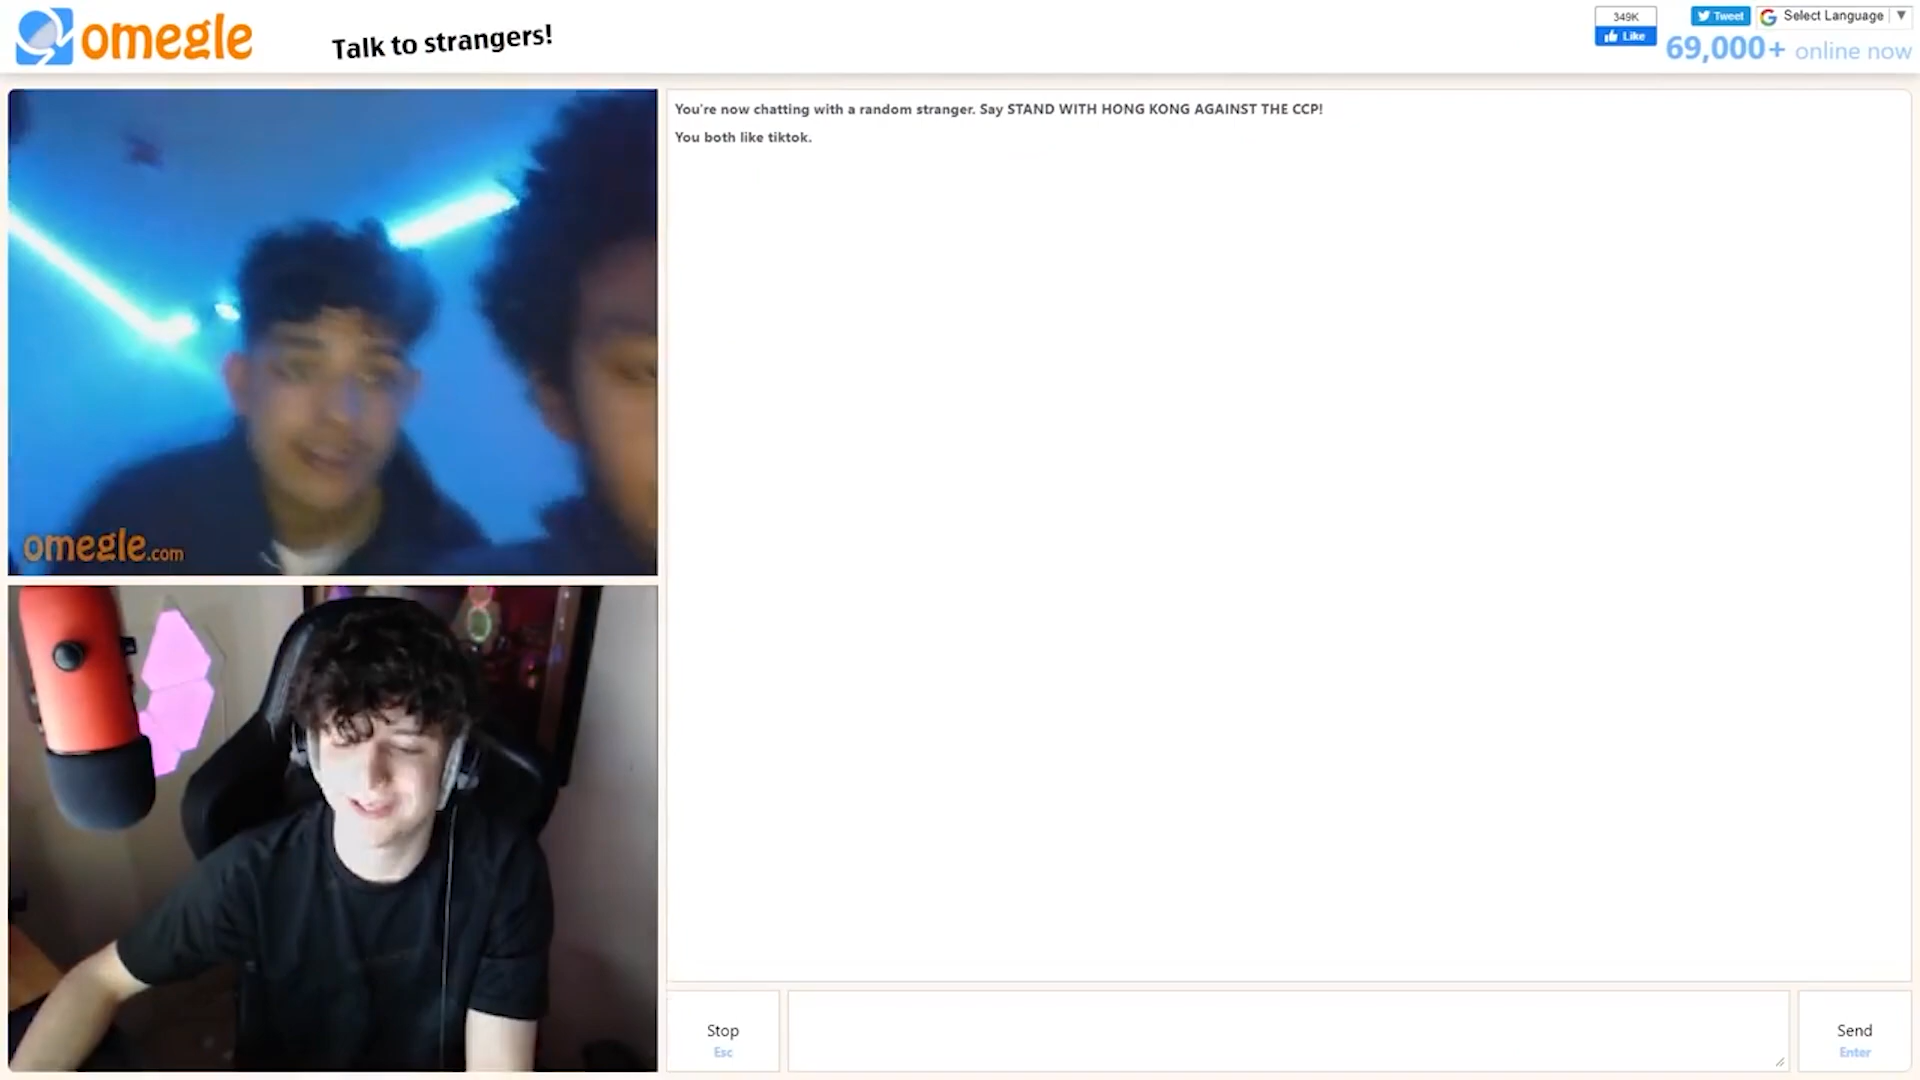 omegle
Talk to strangers!
349K
Like
Tweet
Select Language
69,000+ online now
You're now chatting with a random stranger. Say STAND WITH HONG KONG AGAINST THE CCP!
You both like tiktok.
omegle.com
Stop
Esc
Send
Enter